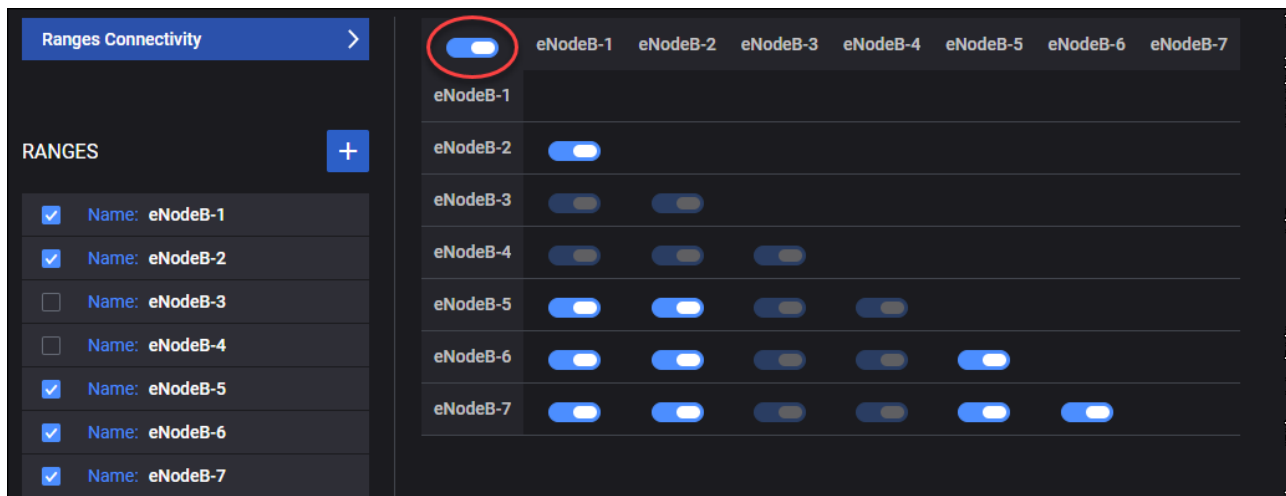 Ranges Connectivity
RANGES
Name: eNodeB-1
Name: eNodeB-2
Name: eNodeB-3
Name: eNodeB-4
Name: eNodeB-5
Name: eNodeB-6
Name: eNodeB-7
eNodeB-1 eNodeB-2 eNodeB-3 eNodeB-4 eNodeB-5 eNodeB-6 eNodeB-7
eNodeB-1
eNodeB-2
eNodeB-3
eNodeB-4
eNodeB-5
eNodeB-6
eNodeB-7